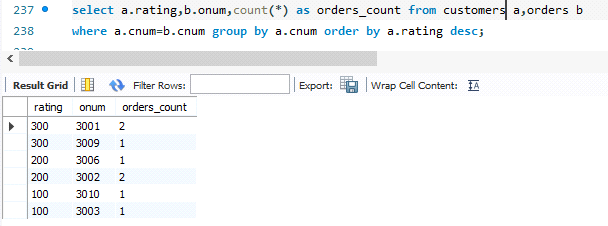 237 select a.rating,b.onum,count(*) as orders_count from customers a,orders b
238 where a.cnum=b.cnum group by a.cnum order by a.rating desc;
Result Grid Filter Rows: Export: Wrap Cell Content: IA
rating onum orders_count
300 3001 2
300 3009 1
200 3006 1
200 3002 2
100 3010 1
100 3003 1